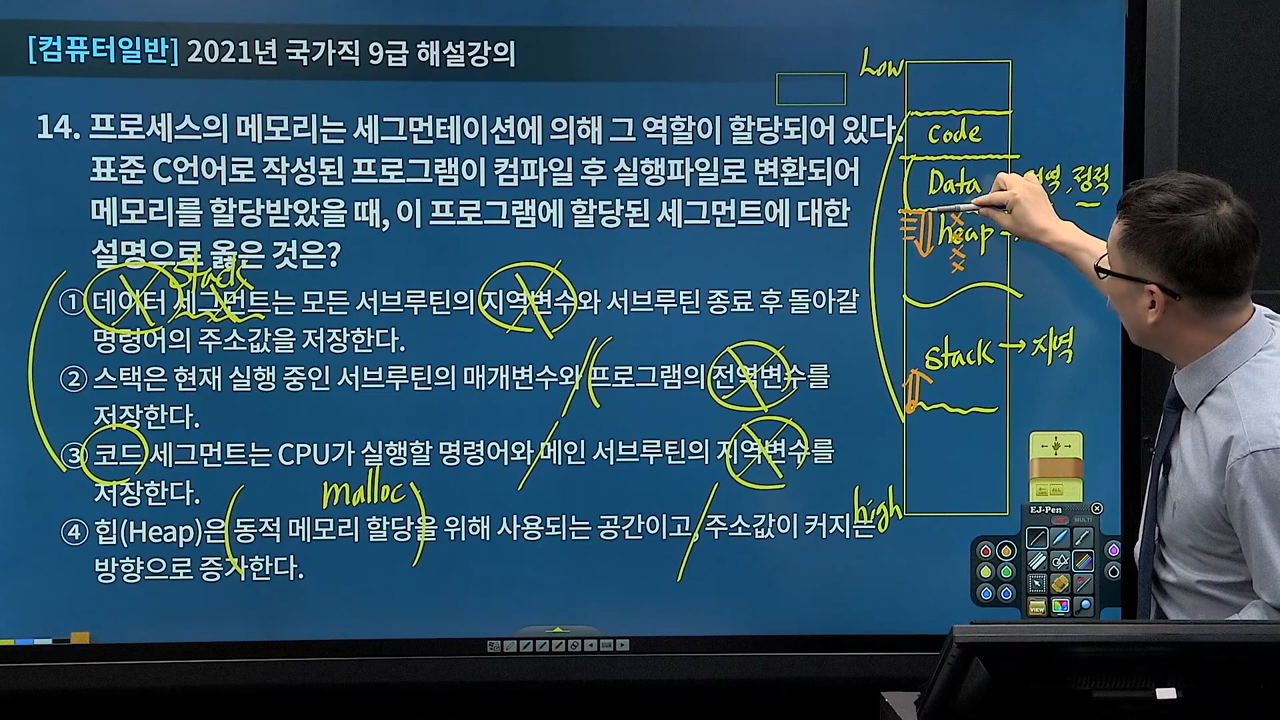 [컴퓨터일반] 2021년 국가직 9급 해설강의
14. 프로세스의 메모리는 세그먼테이션에 의해 그 역할이 할당되어 있다.
표준 C언어로 작성된 프로그램이 컴파일 후 실행파일로 변환되어
메모리를 할당받았을 때, 이 프로그램에 할당된 세그먼트에 대한
설명으로 옳은 것은?
stack
① 데이터 세그먼트는 모든 서브루틴의 지역변수와 서브루틴 종료 후 돌아갈
명령어의 주소값을 저장한다.
② 스택은 현재 실행 중인 서브루틴의 매개변수와 프로그램의 전역변수를
저장한다.
③ 코드 세그먼트는 CPU가 실행할 명령어와 메인 서브루틴의 지역변수를
저장한다.
malloc
④ 힙(Heap)은 동적 메모리 할당을 위해 사용되는 공간이고, 주소값이 커지는
방향으로 증가한다.
Low
code
Data 정적
heap
stack → 지역
high
EJ-Pen
MULTI
VIEW